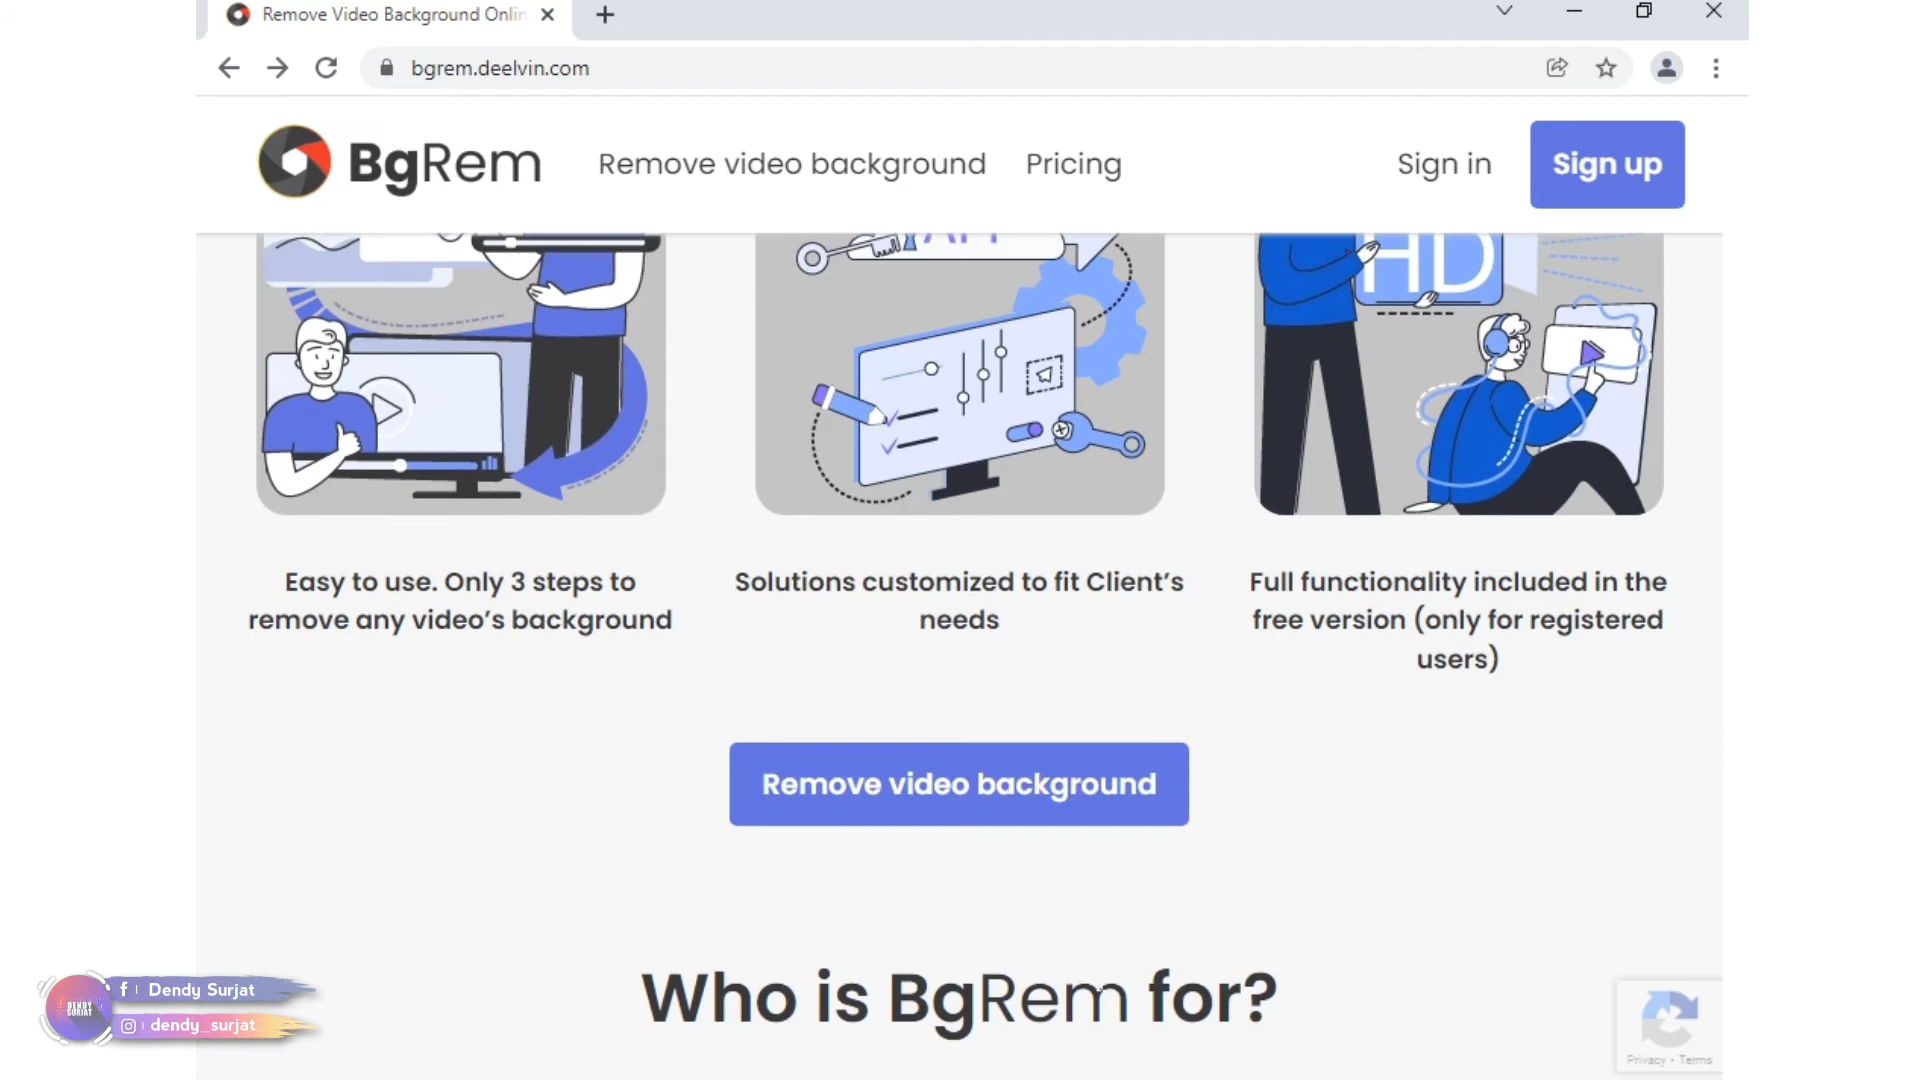 Remove Video Background Onlin
bgrem.deelvin.com
BgRem
Remove video background
Pricing
Sign in
Sign up
API
HD
Easy to use. Only 3 steps to
remove any video’s background
Solutions customized to fit Client’s
needs
Full functionality included in the
free version (only for registered
users)
Remove video background
Who is BgRem for?
DENDY
SURJAT
Dendy Surjat
dendy_surjat
Privacy - Terms